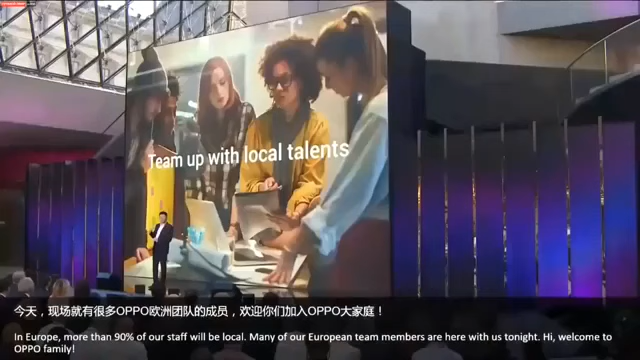 Team up with local talents
今天，现场就有很多OPPO欧洲团队的成员，欢迎你们加入OPPO大家庭！
In Europe, more than 90% of our staff will be local. Many of our European team members are here with us tonight. Hi, welcome to
OPPO family!